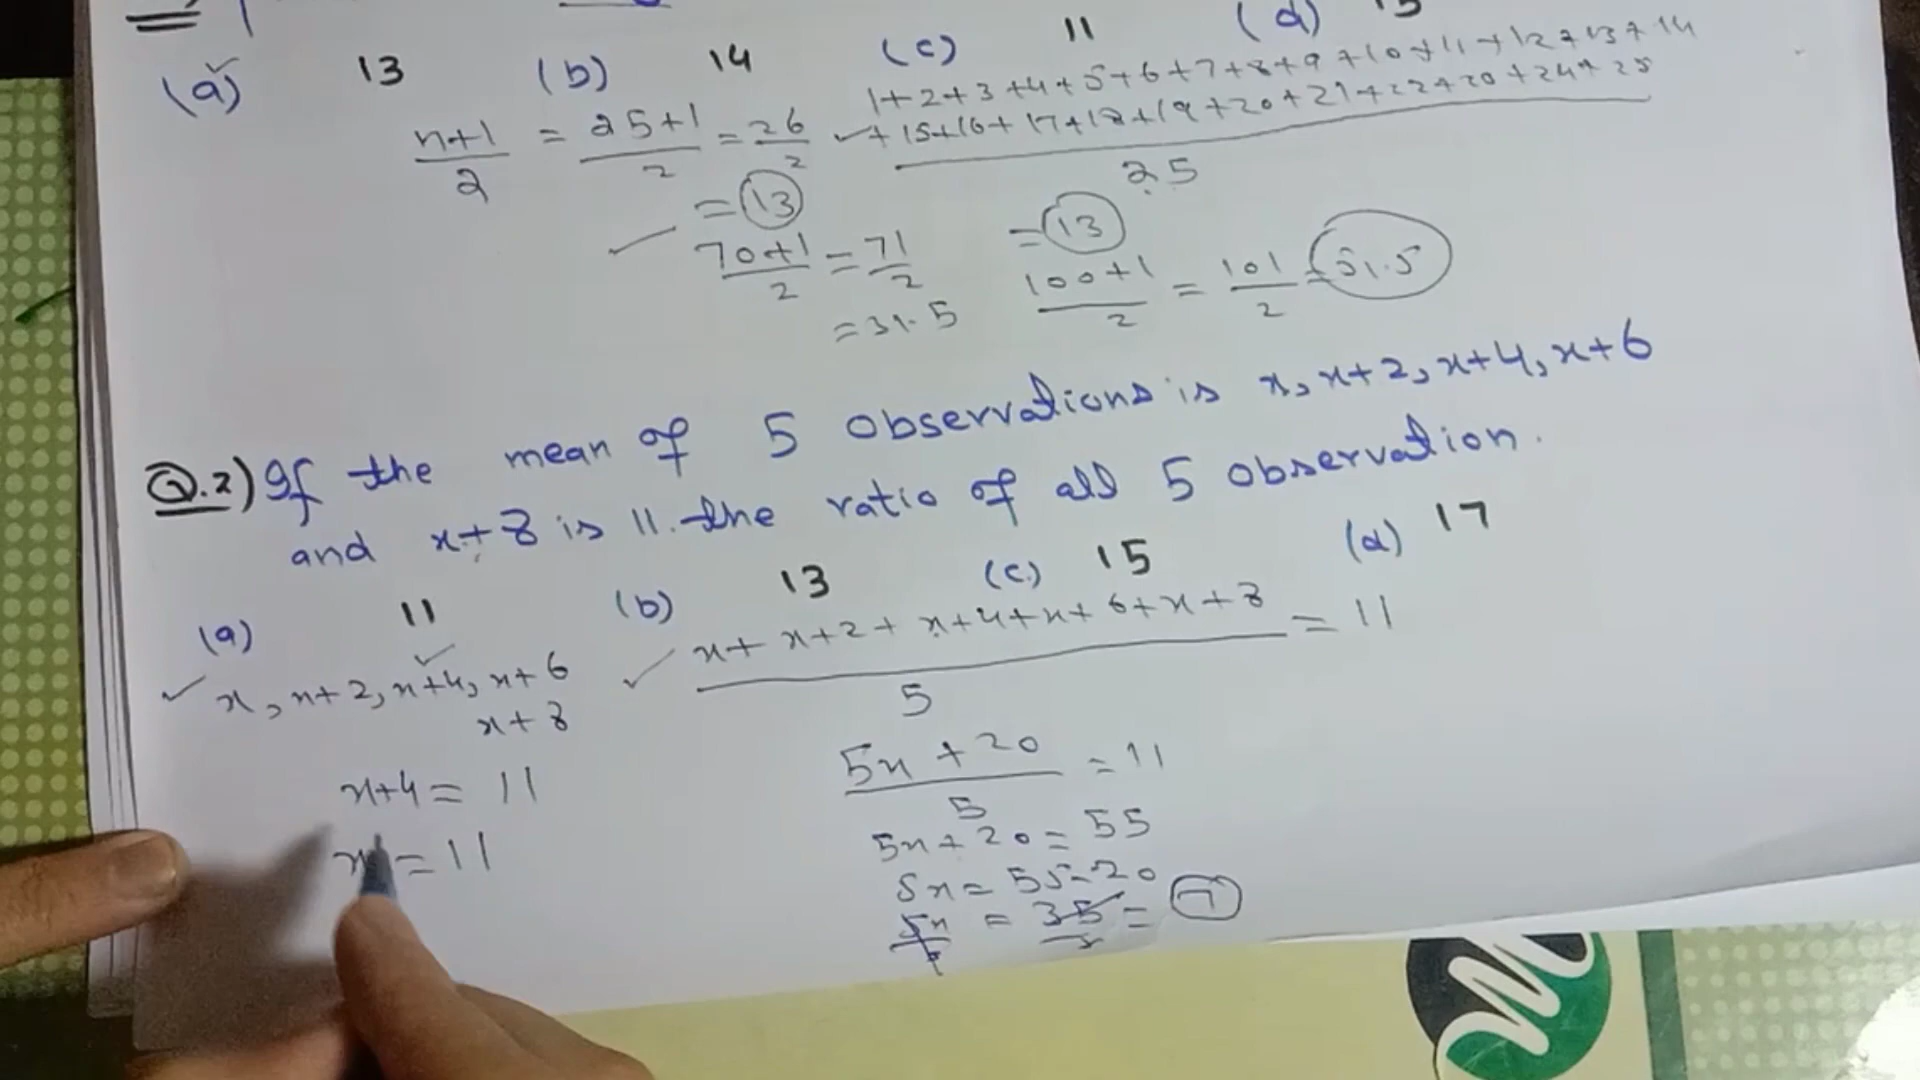 (a) 13 (b) 14 (c) 11 (d) 15
1+2+3+4+5+6+7+8+9+10+11+12+13+14
+15+16+17+18+19+20+21+22+20+24+25
25
n+1/2 = 25+1/2 = 26/2
= 13
= 13
70+1/2 = 71/2
= 31.5
100+1/2 = 101/2 = 51.5
Q.2) If the mean of 5 observations is x, x+2, x+4, x+6
and x+8 is 11. the ratio of all 5 observation.
(a) 11 (b) 13 (c.) 15 (d) 17
x, x+2, x+4, x+6
x+8
x+4 = 11
x = 11
x+x+2+x+4+x+6+x+8/5 = 11
5x+20/5 = 11
5x+20 = 55
5x = 55-20
5x/5 = 35/5 = 7